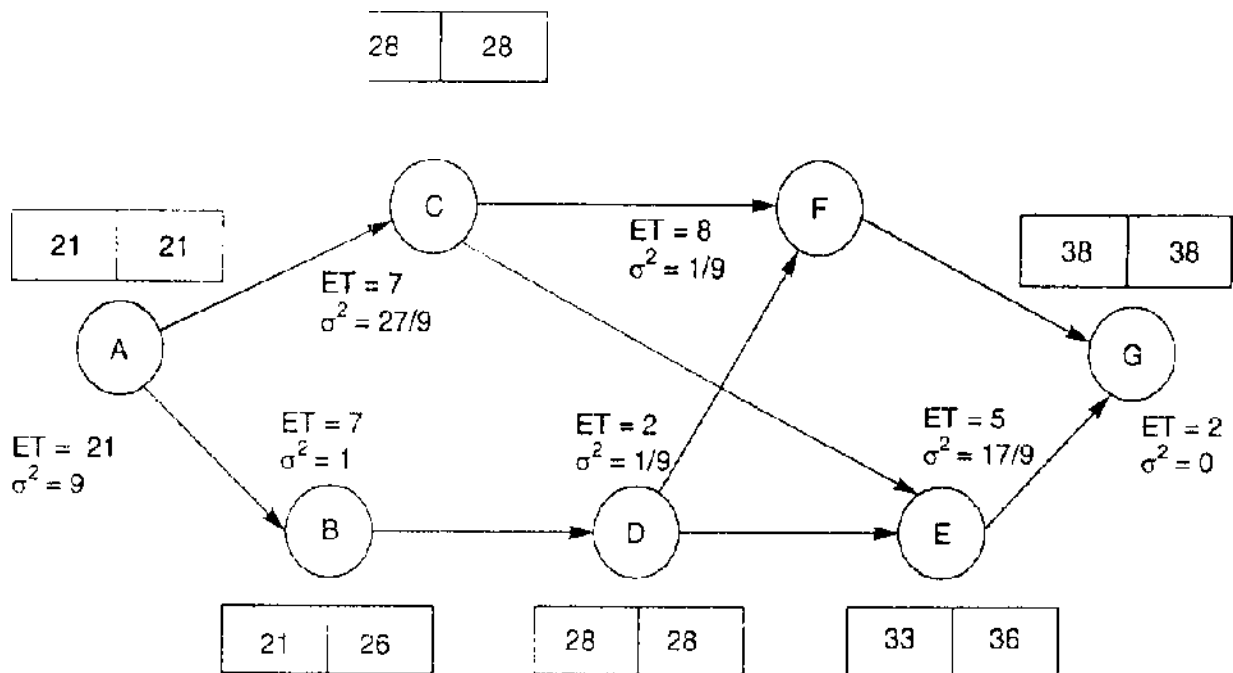 28 28
C
F
21 21
38 38
ET = 8
σ² = 1/9
ET = 7
σ² = 27/9
A
G
ET = 7
σ² = 1
ET = 2
σ² = 1/9
ET = 5
σ² = 17/9
ET = 2
σ² = 0
ET = 21
σ² = 9
B
D
E
21 26
28 28
33 36